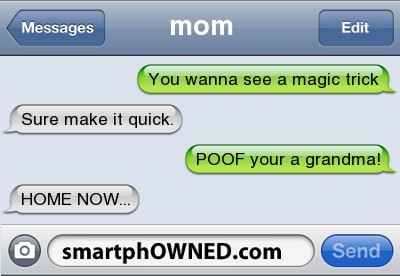 Messages mom Edit
You wanna see a magic trick
Sure make it quick.
POOF your a grandma!
HOME NOW...
smartphOWNED.com Send